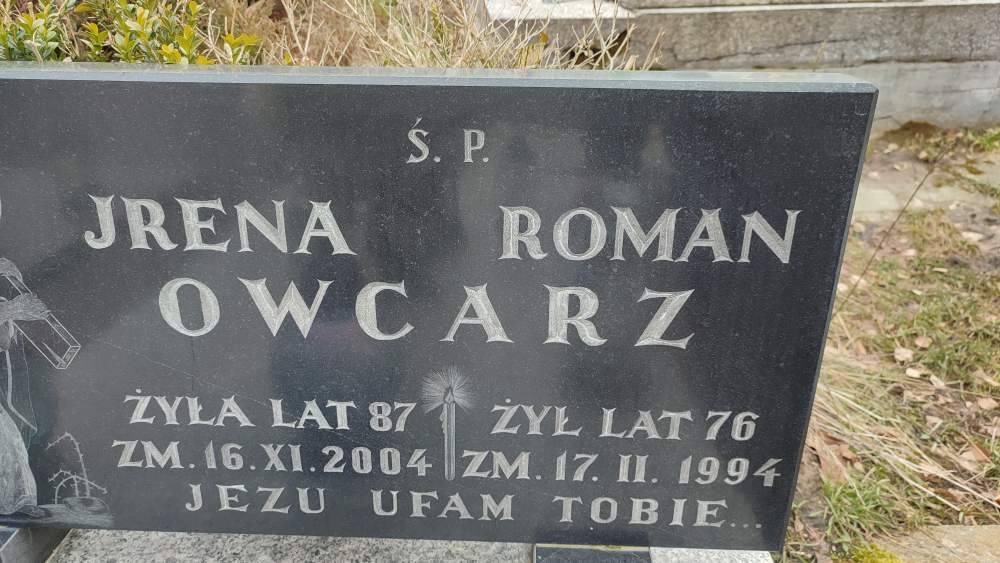 Ś. P.
JRENA ROMAN
OWCARZ
ŻYŁA LAT 87 ŻYŁ LAT 76
ZM. 16. XI. 2004 ZM. 17. II. 1994
JEZU UFAM TOBIE...